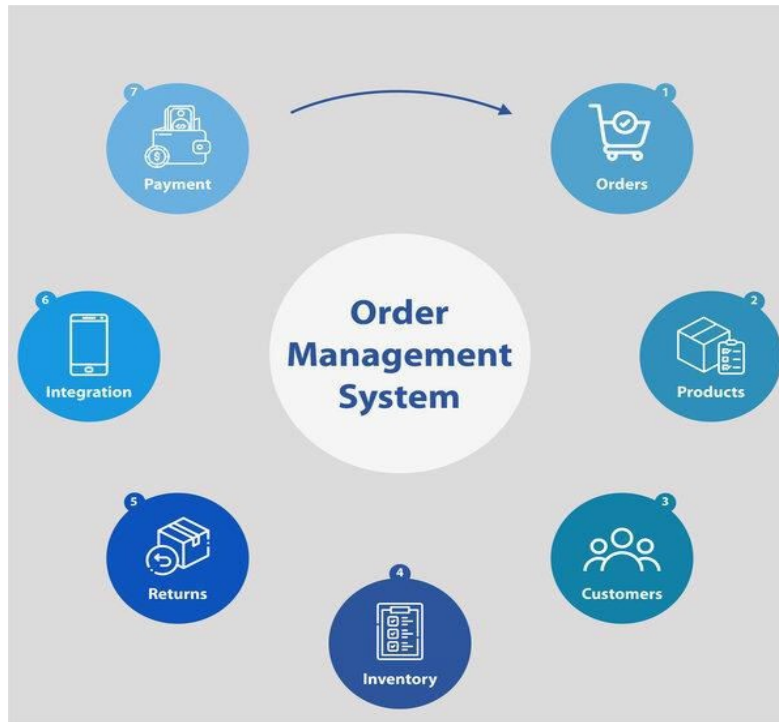 Order
Management
System
1
Orders
2
Products
3
Customers
4
Inventory
5
Returns
6
Integration
7
Payment
$